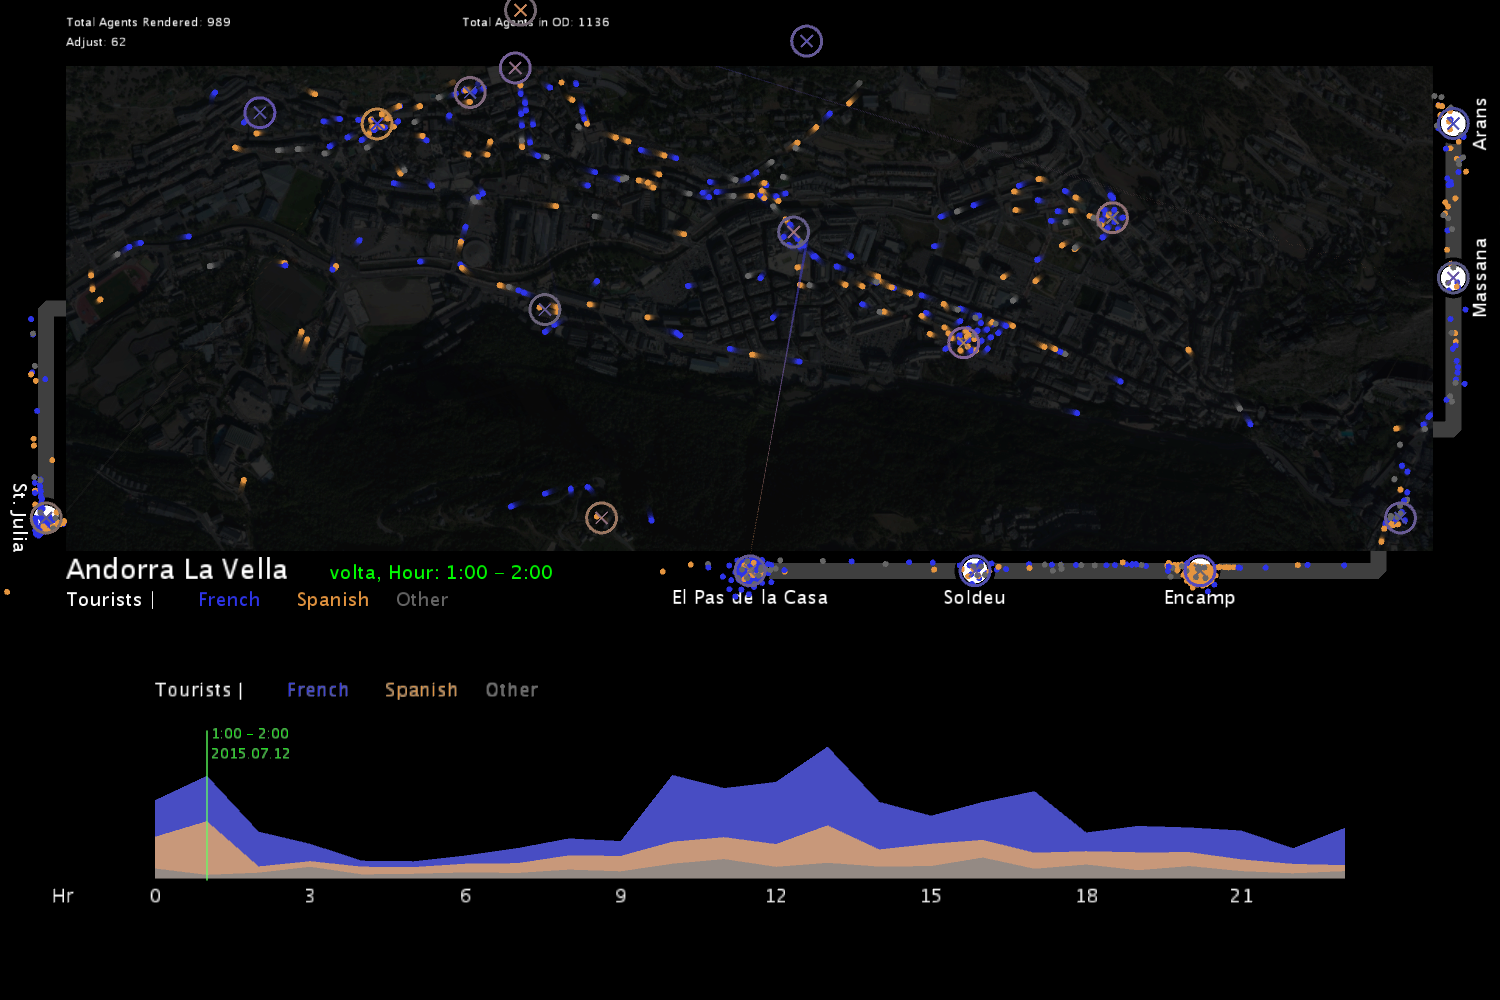 Total Agents Rendered: 989
Total Agents in OD: 1136
Adjust: 62
Arans
Massana
St. Julia
Andorra La Vella
volta, Hour: 1:00 – 2:00
Tourists | French Spanish Other
El Pas de la Casa
Soldeu
Encamp
Tourists | French Spanish Other
1:00 – 2:00
2015.07.12
Hr 0 3 6 9 12 15 18 21